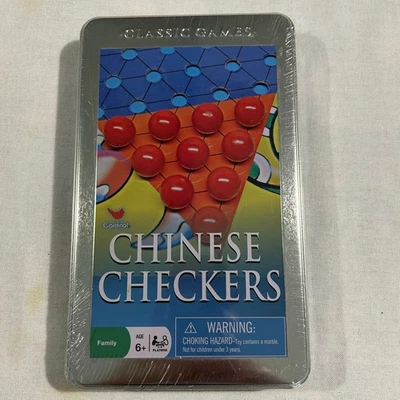 CLASSIC GAMES
Cardinal
CHINESE
CHECKERS
Family
AGE
6+
PLAYERS
WARNING:
CHOKING HAZARD-Toy contains a marble.
Not for children under 3 years.